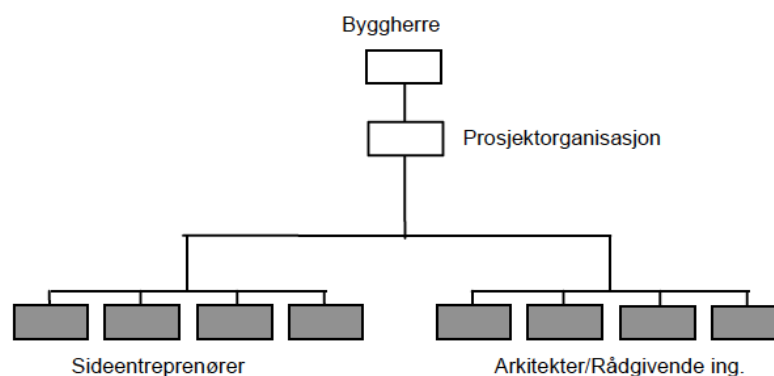 Byggherre
Prosjektorganisasjon
Sideentreprenører
Arkitekter/Rådgivende ing.